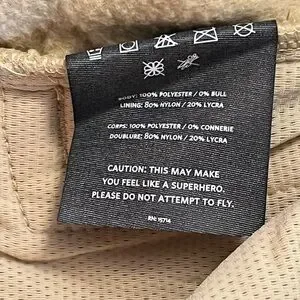 BODY: 100% POLYESTER / 0% BULL
LINING: 80% NYLON / 20% LYCRA
CORPS: 100% POLYESTER / 0% CONNERIE
DOUBLURE: 80% NYLON / 20% LYCRA
CAUTION: THIS MAY MAKE
YOU FEEL LIKE A SUPERHERO.
PLEASE DO NOT ATTEMPT TO FLY.
RN: 15714